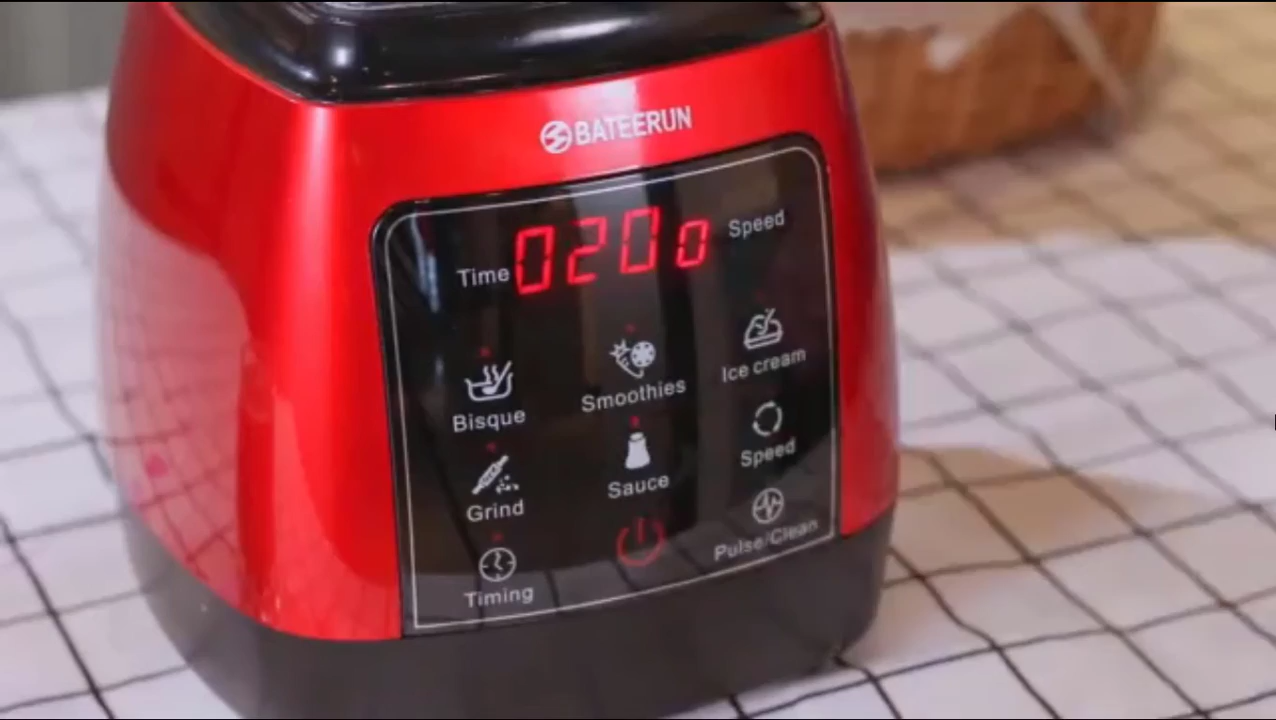 BATEERUN
Time 0200 Speed
Bisque Smoothies Ice cream
Grind Sauce Speed
Timing Pulse/Clean